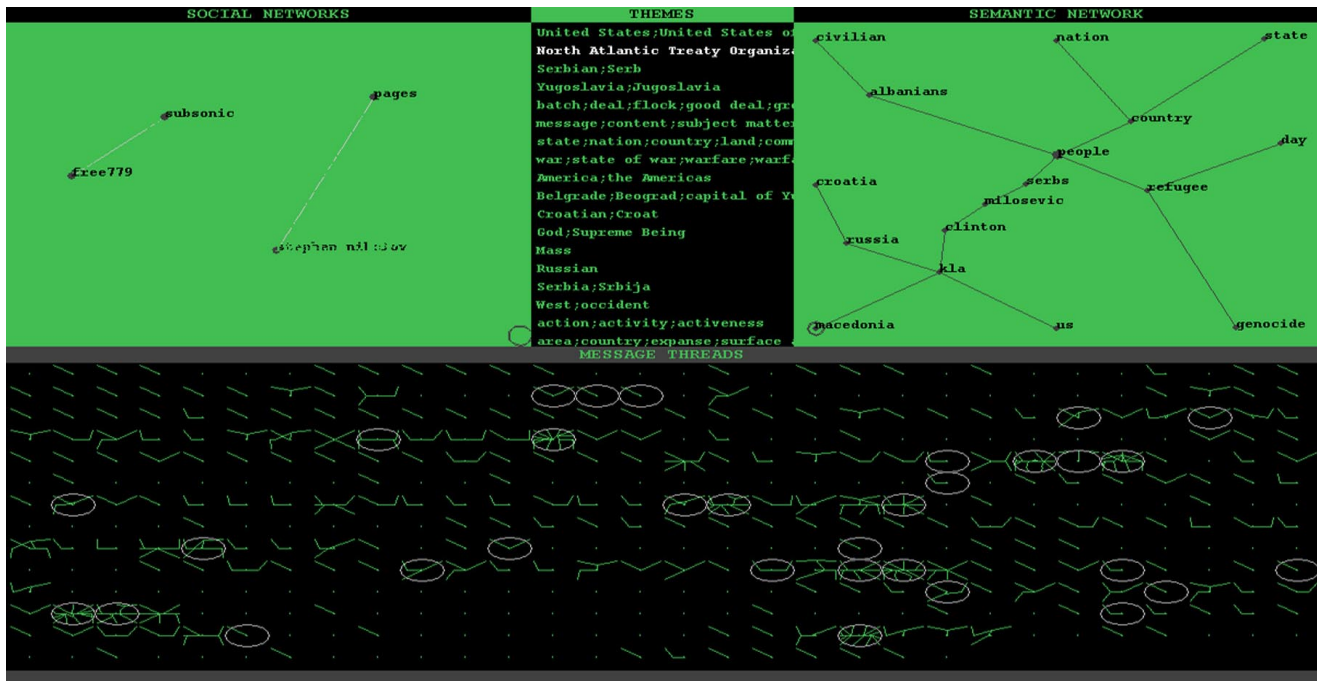 SOCIAL NETWORKS
subsonic
pages
free779
THEMES
United States;United States of
North Atlantic Treaty Organiza
Serbian;Serb
Yugoslavia;Jugoslavia
batch;deal;flock;good deal;gre
message;content;subject matter
state;nation;country;land;comm
war;state of war;warfare;warfa
America;the Americas
Belgrade;Beograd;capital of Yu
Croatian;Croat
God;Supreme Being
Mass
Russian
Serbia;Srbija
West;occident
action;activity;activeness
area;country;expanse;surface a
SEMANTIC NETWORK
civilian
nation
state
albanians
country
people
day
croatia
serbs
refugee
milosevic
clinton
russia
kla
macedonia
us
genocide
MESSAGE THREADS